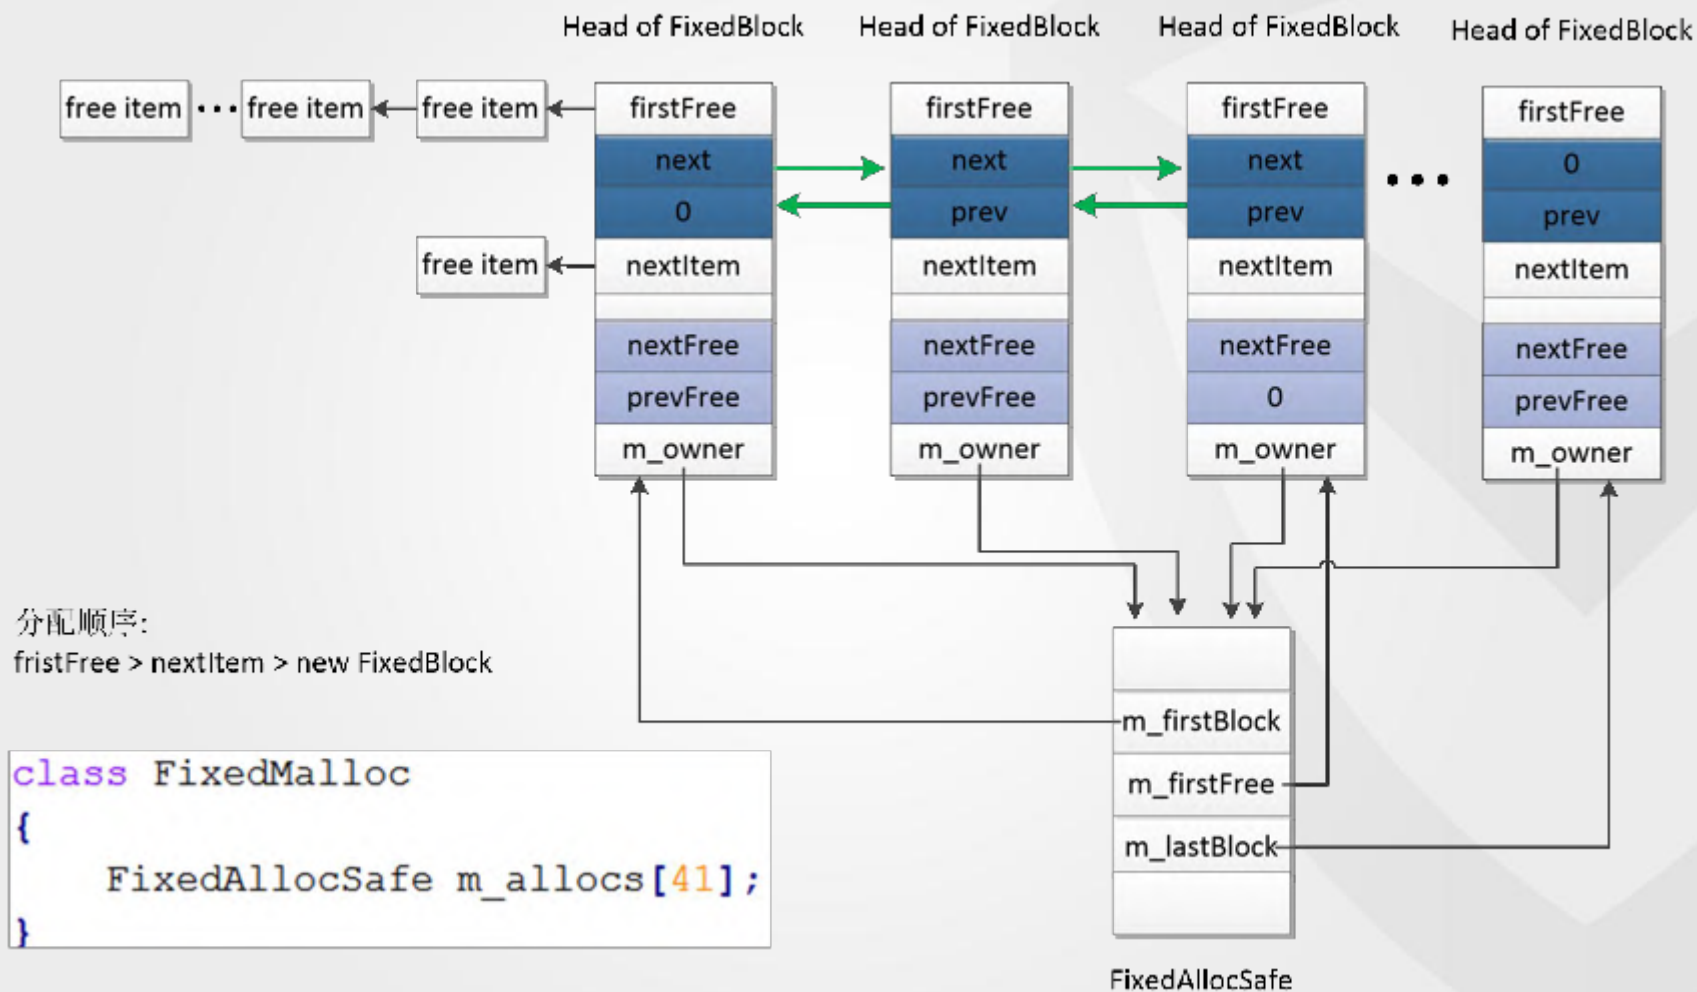 Head of FixedBlock
Head of FixedBlock
Head of FixedBlock
Head of FixedBlock
free item
free item
free item
firstFree
next
0
free item
nextItem
nextFree
prevFree
m_owner
firstFree
next
prev
nextItem
nextFree
prevFree
m_owner
firstFree
next
prev
nextItem
nextFree
0
m_owner
firstFree
0
prev
nextItem
nextFree
prevFree
m_owner
分配顺序:
fristFree > nextItem > new FixedBlock
class FixedMalloc
{
FixedAllocSafe m_allocs[41];
}
m_firstBlock
m_firstFree
m_lastBlock
FixedAllocSafe